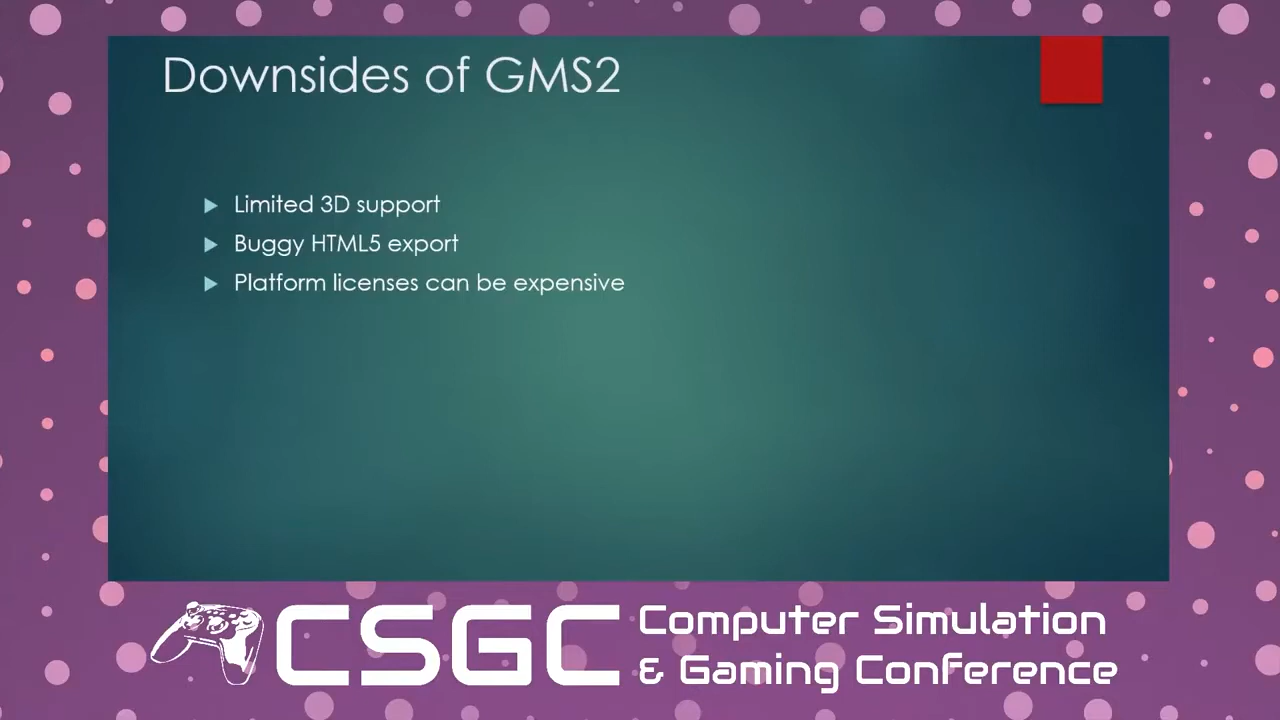 Downsides of GMS2
Limited 3D support
Buggy HTML5 export
Platform licenses can be expensive
CSGC
Computer Simulation
& Gaming Conference